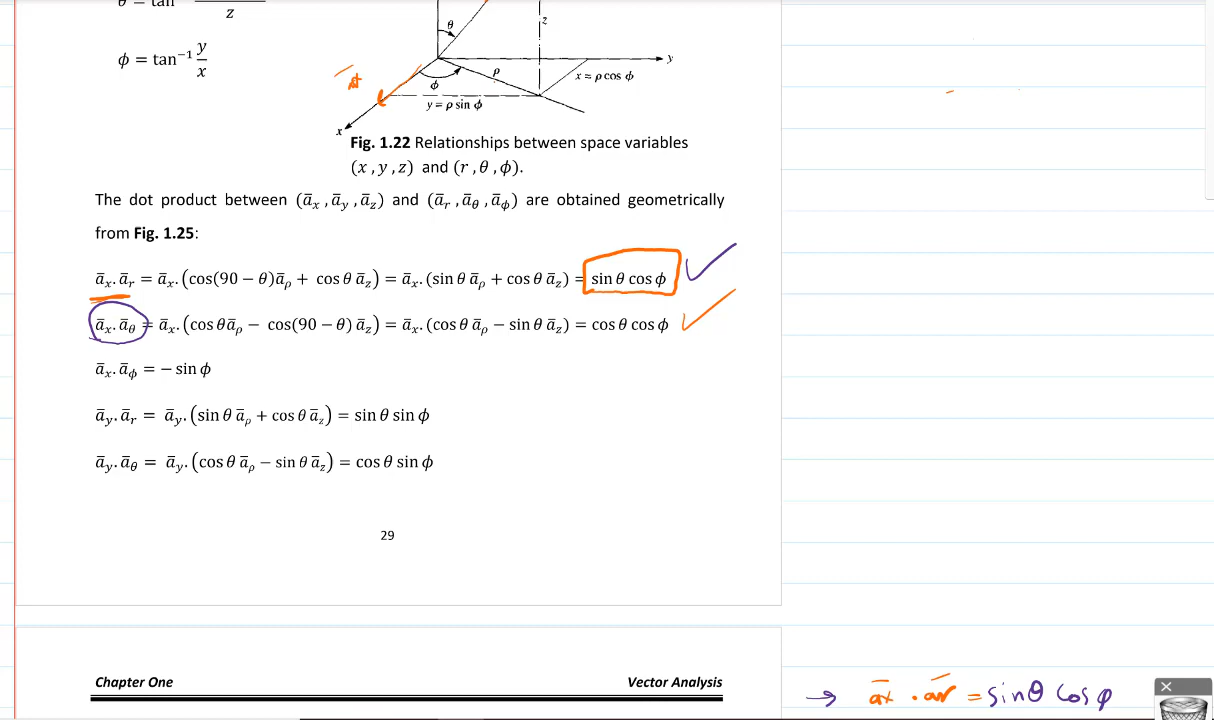 z
ϕ = tan⁻¹ y/x
θ
z
y
ρ
x = ρ cos ϕ
ϕ
y = ρ sin ϕ
x
Fig. 1.22 Relationships between space variables
(x , y , z) and (r , θ , ϕ).
The dot product between (āx , āy , āz) and (ār , āθ , āϕ) are obtained geometrically
from Fig. 1.25:
āx. ār = āx. (cos(90 − θ)āρ + cos θ āz) = āx. (sin θ āρ + cos θ āz) = sin θ cos ϕ
āx. āθ = āx. (cos θāρ − cos(90 − θ) āz) = āx. (cos θ āρ − sin θ āz) = cos θ cos ϕ
āx. āϕ = − sin ϕ
āy. ār = āy. (sin θ āρ + cos θ āz) = sin θ sin ϕ
āy. āθ = āy. (cos θ āρ − sin θ āz) = cos θ sin ϕ
29
Chapter One Vector Analysis
→ āx . ār = sinθ cos φ